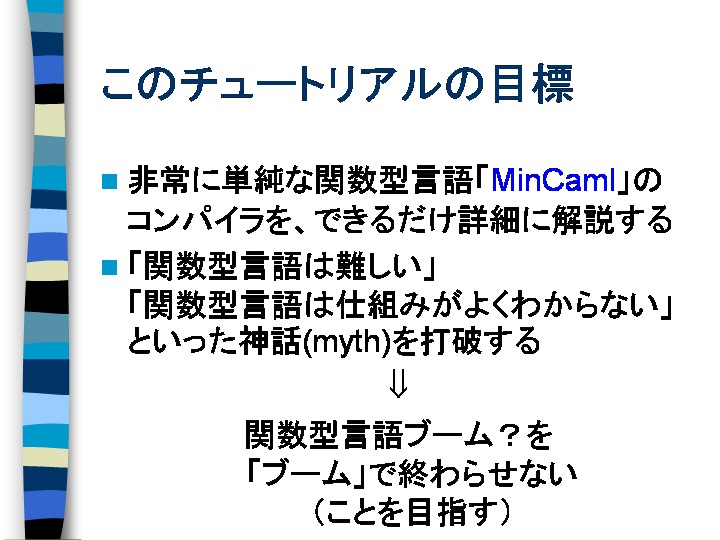 このチュートリアルの目標
非常に単純な関数型言語「MinCaml」の
コンパイラを、できるだけ詳細に解説する
「関数型言語は難しい」
「関数型言語は仕組みがよくわからない」
といった神話(myth)を打破する
⇓
関数型言語ブーム？を
「ブーム」で終わらせない
（ことを目指す）